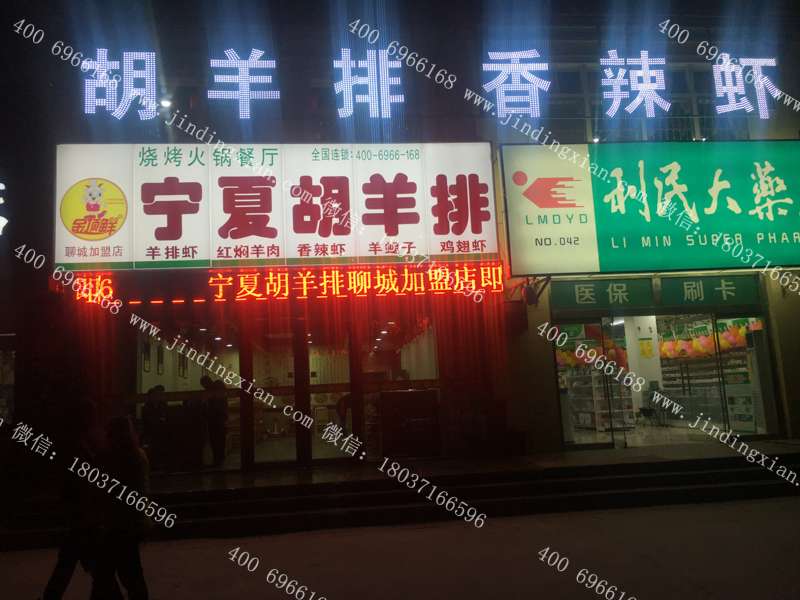 胡羊排 香辣虾
烧烤火锅餐厅 全国连锁:400-6966-168
宁夏胡羊排
金顶鲜
聊城加盟店
羊排虾 红焖羊肉 香辣虾 羊蝎子 鸡翅虾
宁夏胡羊排聊城加盟店即
利民大药
LMDYD
NO.042
LI MIN SUPER PHAR
医保 刷卡
400 6966168
www.jindingxian.com
微信：18037166596